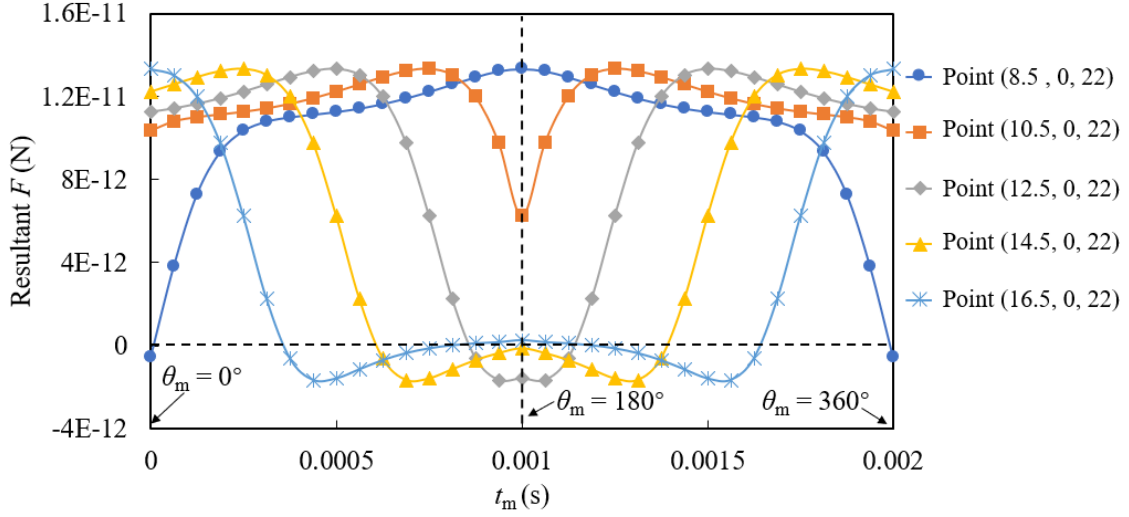 1.6E-11
1.2E-11
8E-12
4E-12
0
-4E-12
Resultant F (N)
θm = 0°
θm = 180°
θm = 360°
0
0.0005
0.001
0.0015
0.002
tm (s)
Point (8.5 , 0, 22)
Point (10.5, 0, 22)
Point (12.5, 0, 22)
Point (14.5, 0, 22)
Point (16.5, 0, 22)